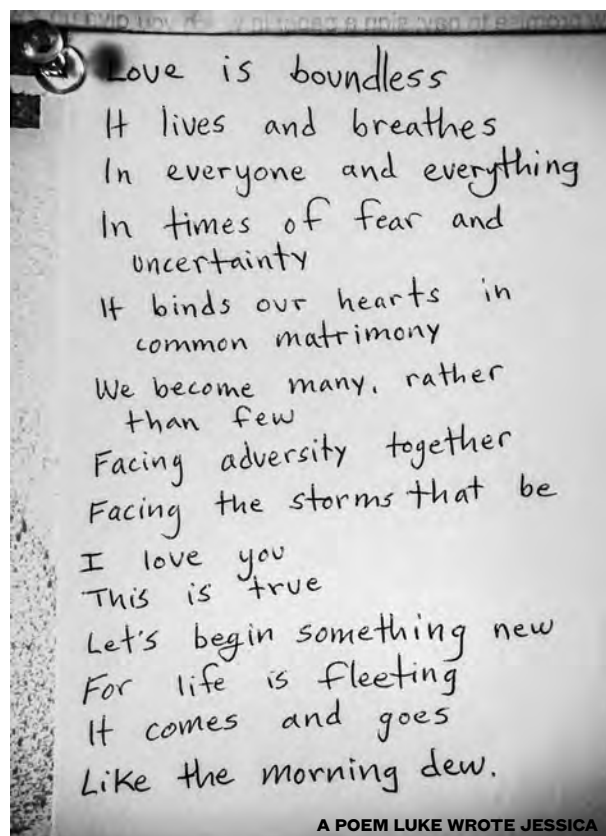 Love is boundless
It lives and breathes
In everyone and everything
In times of fear and
uncertainty
It binds our hearts in
common matrimony
We become many, rather
than few
Facing adversity together
Facing the storms that be
I love you
This is true
Let's begin something new
For life is fleeting
It comes and goes
Like the morning dew.
A POEM LUKE WROTE JESSICA